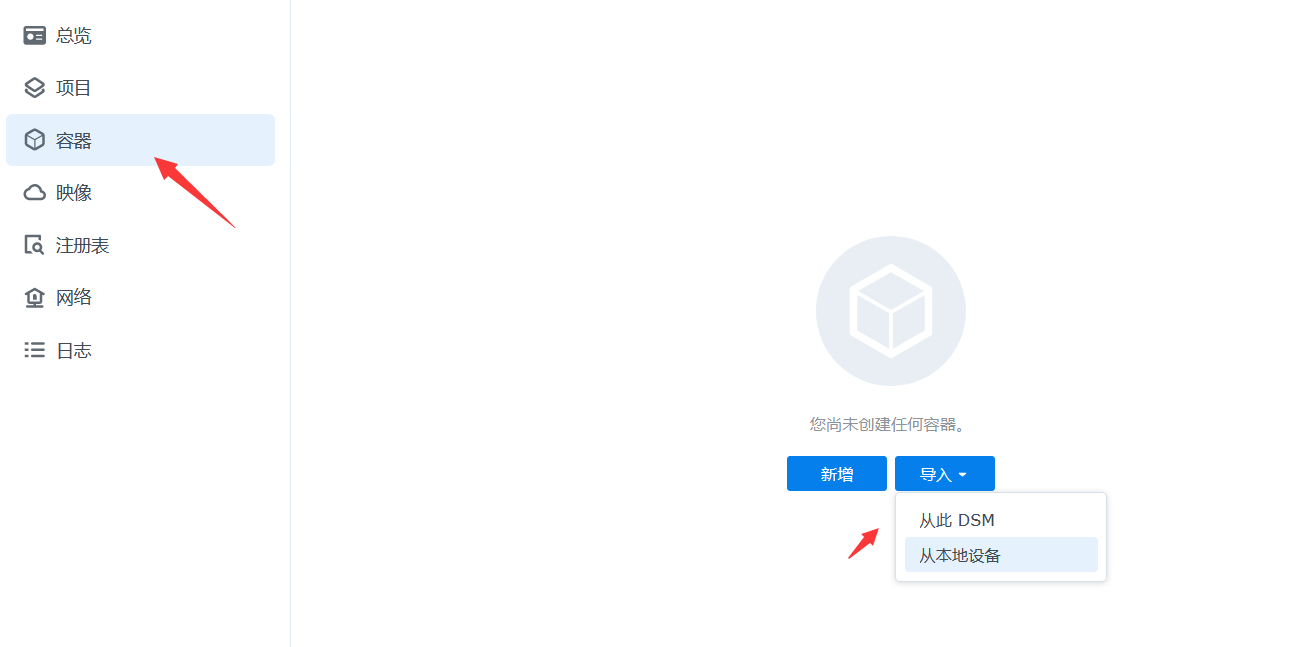 总览
项目
容器
映像
注册表
网络
日志
您尚未创建任何容器。
新增 导入
从此 DSM
从本地设备